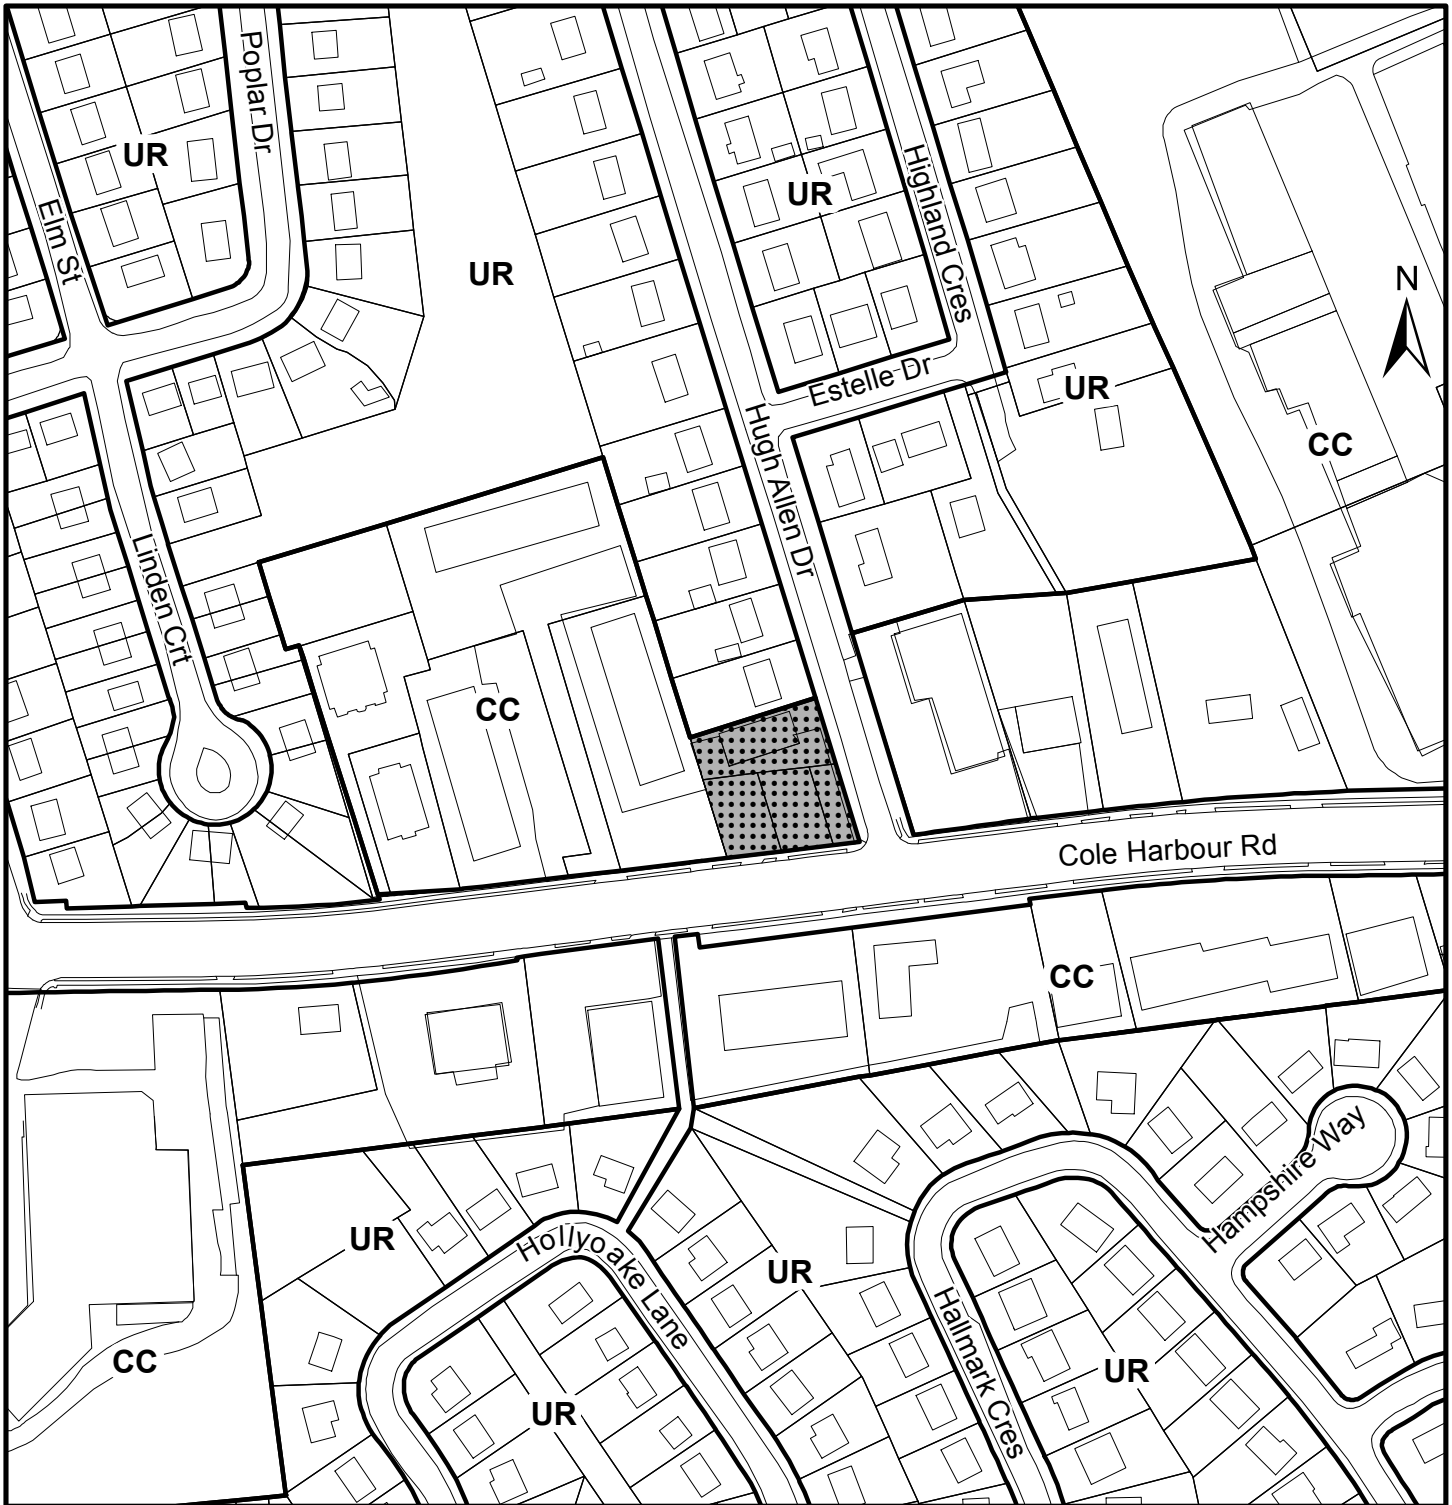 Poplar Dr
UR
Highland Cres
UR
Elm St
UR
N
Estelle Dr
UR
CC
Hugh Allen Dr
Linden Crt
CC
Cole Harbour Rd
CC
Hampshire Way
UR
Hollyoake Lane
UR
Hallmark Cres
CC
UR
UR